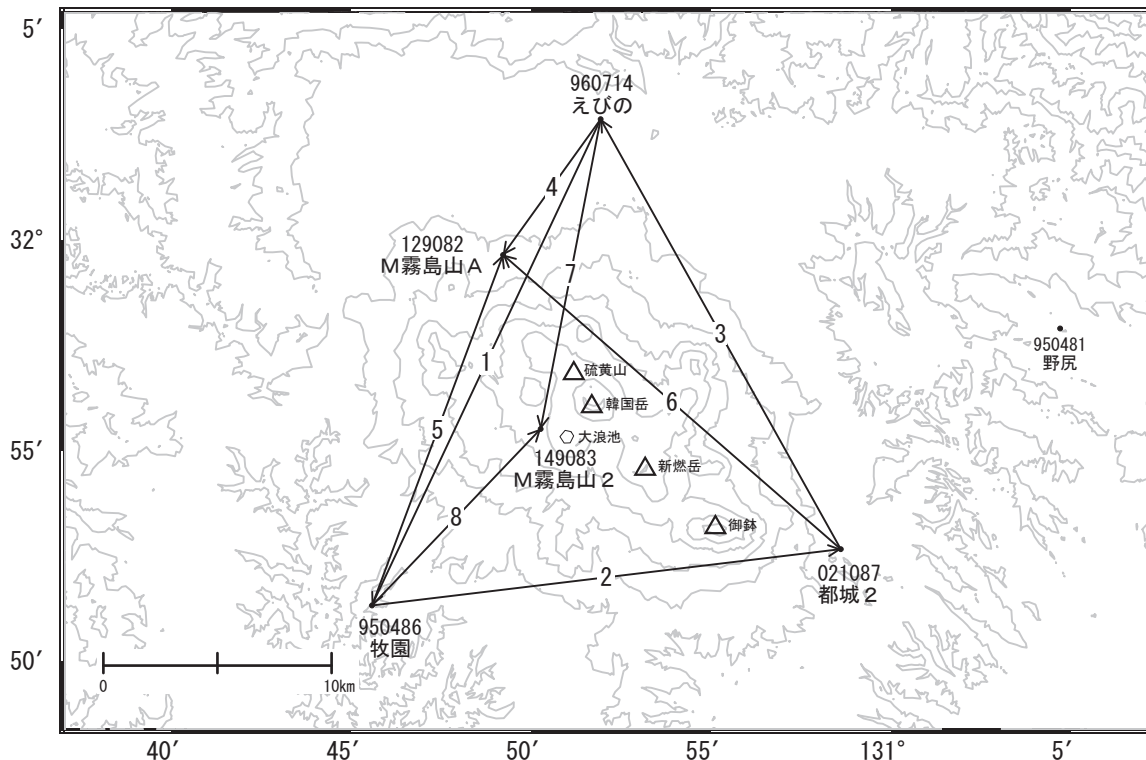 5′
960714
えびの
4
32°
129082
M霧島山A
7
3
950481
野尻
硫黄山
1
韓国岳
6
5
大浪池
55′
149083
M霧島山2
新燃岳
8
御鉢
021087
都城2
2
950486
牧園
50′
0
10km
40′
45′
50′
55′
131°
5′